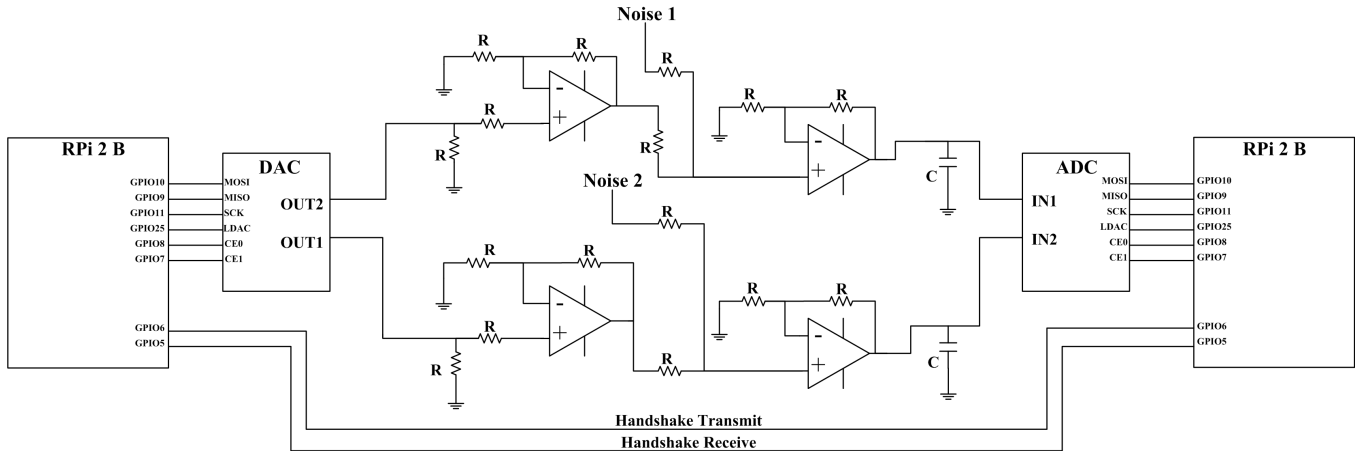 Noise 1
R
R
R
R
R
R
-
+
R
R
R
-
+
C
RPi 2 B
GPIO10
GPIO9
GPIO11
GPIO25
GPIO8
GPIO7
GPIO6
GPIO5
DAC
MOSI
MISO
SCK
LDAC
CE0
CE1
OUT2
OUT1
Noise 2
R
R
R
R
R
-
+
R
R
R
-
+
C
ADC
IN1
IN2
MOSI
MISO
SCK
LDAC
CE0
CE1
RPi 2 B
GPIO10
GPIO9
GPIO11
GPIO25
GPIO8
GPIO7
GPIO6
GPIO5
Handshake Transmit
Handshake Receive